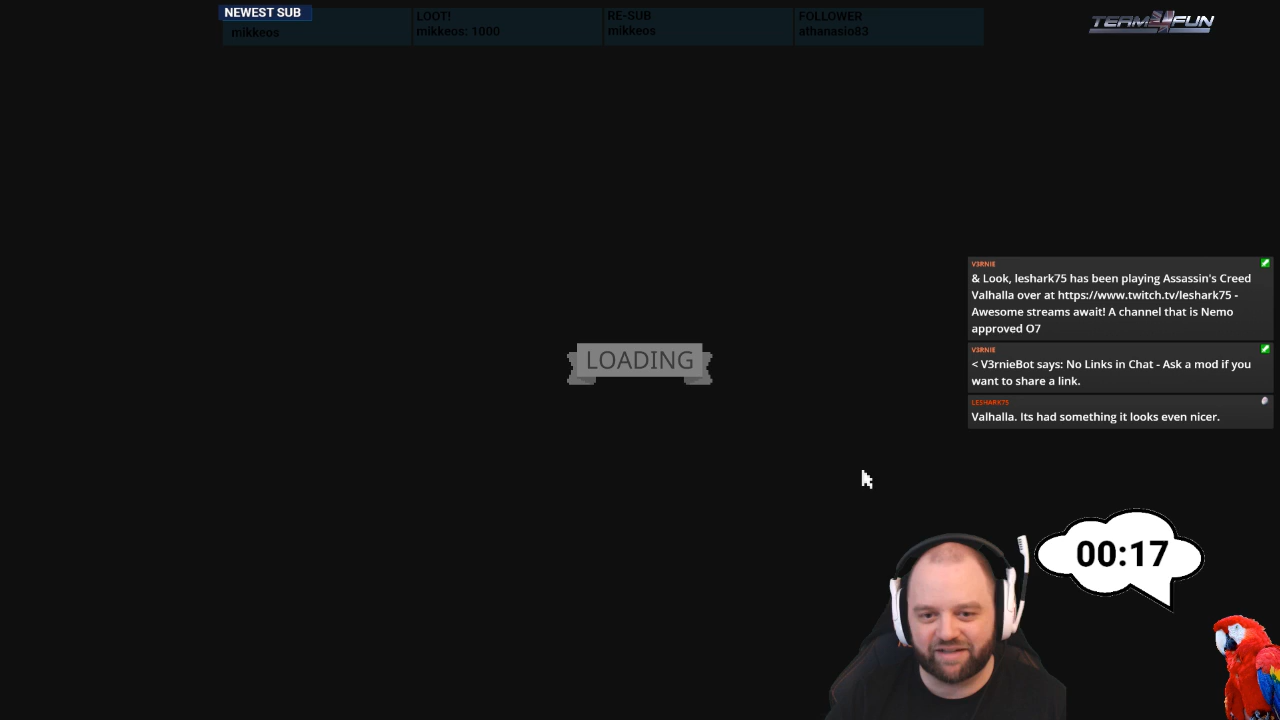 NEWEST SUB
mikkeos
LOOT!
mikkeos: 1000
RE-SUB
mikkeos
FOLLOWER
athanasio83
TEAM4FUN
V3RNIE
& Look, leshark75 has been playing Assassin's Creed
Valhalla over at https://www.twitch.tv/leshark75 -
Awesome streams await! A channel that is Nemo
approved O7
V3RNIE
< V3rnieBot says: No Links in Chat - Ask a mod if you
want to share a link.
LESHARK75
Valhalla. Its had something it looks even nicer.
LOADING
00:17